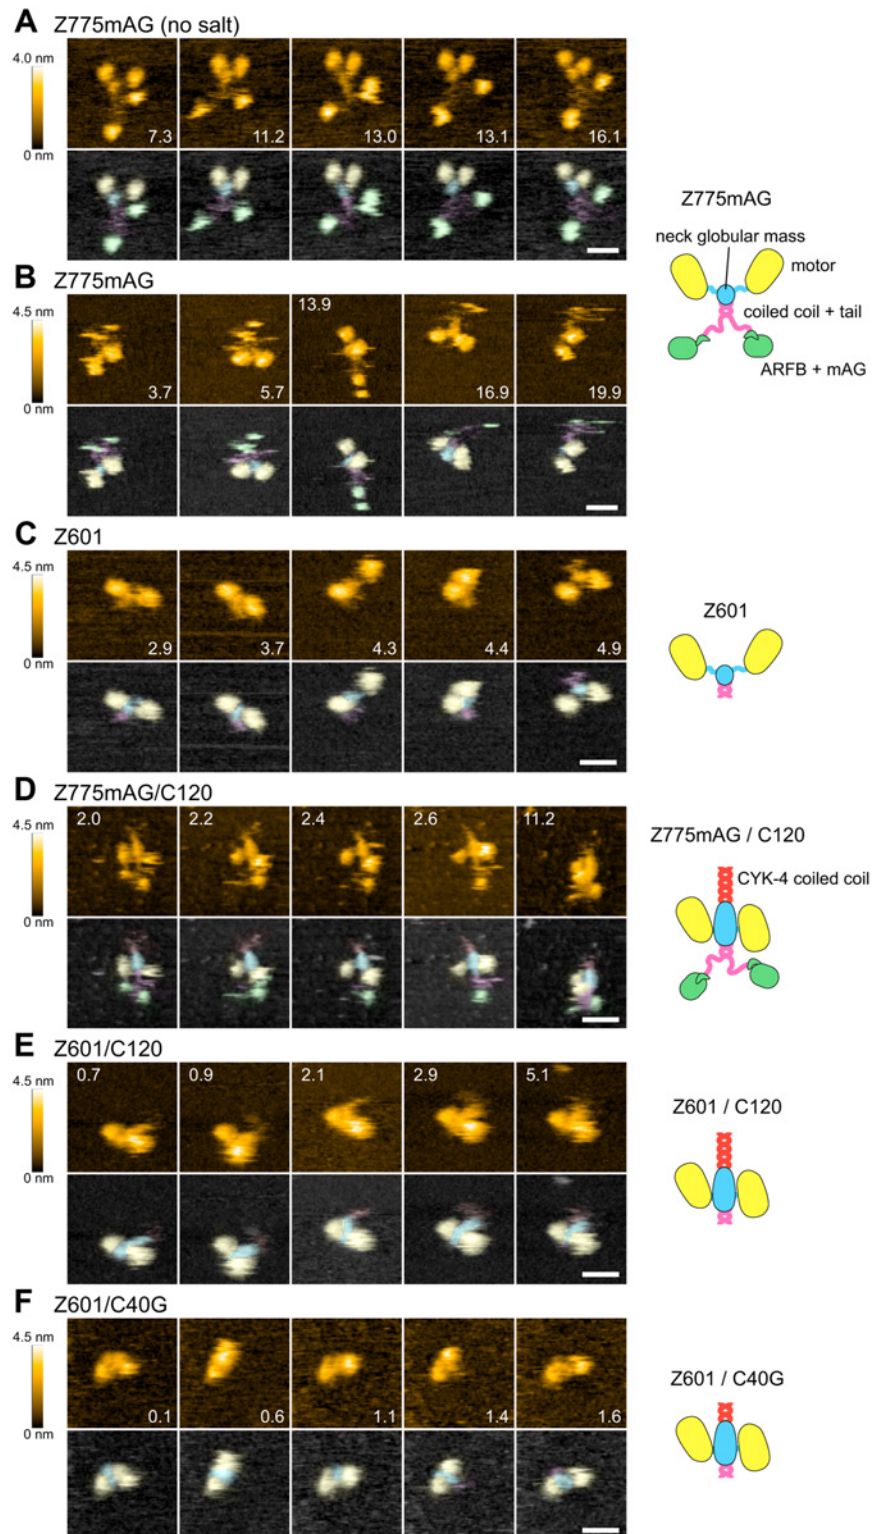 A Z775mAG (no salt)
4.0 nm
0 nm
7.3 11.2 13.0 13.1 16.1
Z775mAG
neck globular mass
motor
coiled coil + tail
ARFB + mAG
B Z775mAG
4.5 nm
0 nm
3.7 5.7 13.9 16.9 19.9
C Z601
4.5 nm
0 nm
2.9 3.7 4.3 4.4 4.9
Z601
D Z775mAG/C120
4.5 nm
0 nm
2.0 2.2 2.4 2.6 11.2
Z775mAG / C120
CYK-4 coiled coil
E Z601/C120
4.5 nm
0 nm
0.7 0.9 2.1 2.9 5.1
Z601 / C120
F Z601/C40G
4.5 nm
0 nm
0.1 0.6 1.1 1.4 1.6
Z601 / C40G